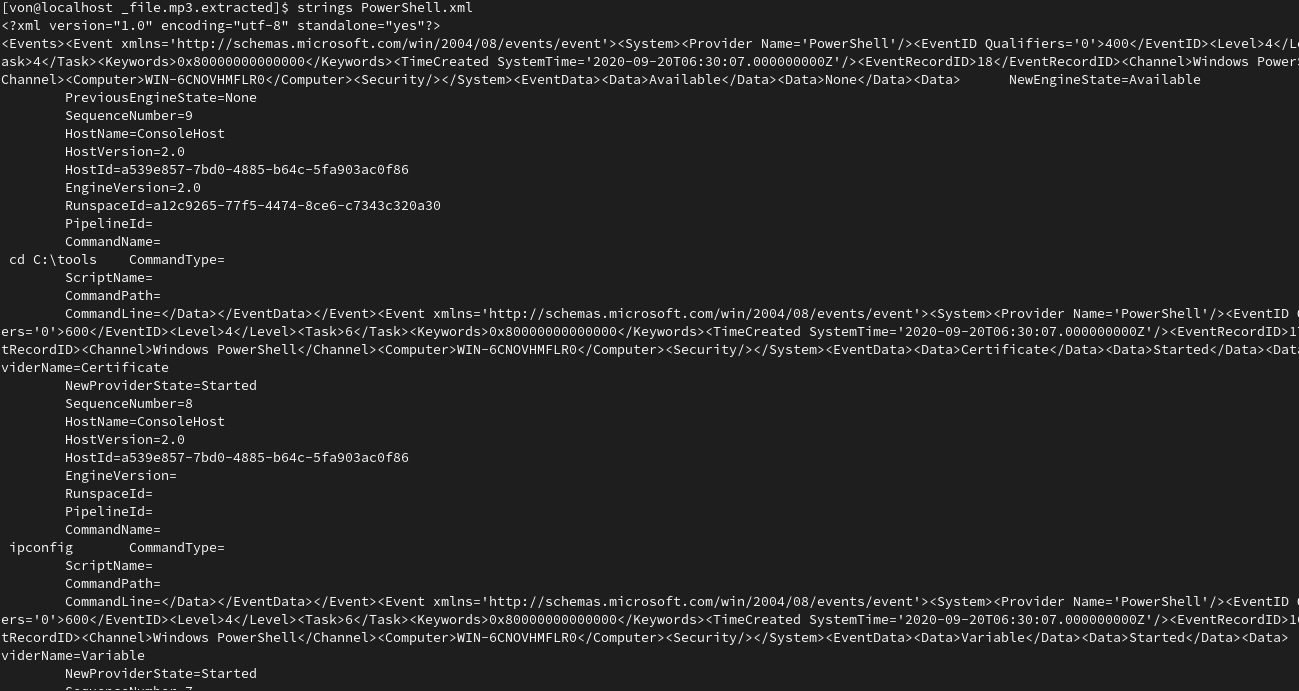 [von@localhost _file.mp3.extracted]$ strings PowerShell.xml
<?xml version="1.0" encoding="utf-8" standalone="yes"?>
<Events><Event xmlns='http://schemas.microsoft.com/win/2004/08/events/event'><System><Provider Name='PowerShell'/><EventID Qualifiers='0'>400</EventID><Level>4</L
ask>4</Task><Keywords>0x80000000000000</Keywords><TimeCreated SystemTime='2020-09-20T06:30:07.000000000Z'/><EventRecordID>18</EventRecordID><Channel>Windows Power
Channel><Computer>WIN-6CNOVHMFLR0</Computer><Security/></System><EventData><Data>Available</Data><Data>None</Data><Data>      NewEngineState=Available
        PreviousEngineState=None
        SequenceNumber=9
        HostName=ConsoleHost
        HostVersion=2.0
        HostId=a539e857-7bd0-4885-b64c-5fa903ac0f86
        EngineVersion=2.0
        RunspaceId=a12c9265-77f5-4474-8ce6-c7343c320a30
        PipelineId=
        CommandName=
 cd C:\tools    CommandType=
        ScriptName=
        CommandPath=
        CommandLine=</Data></EventData></Event><Event xmlns='http://schemas.microsoft.com/win/2004/08/events/event'><System><Provider Name='PowerShell'/><EventID
ers='0'>600</EventID><Level>4</Level><Task>6</Task><Keywords>0x80000000000000</Keywords><TimeCreated SystemTime='2020-09-20T06:30:07.000000000Z'/><EventRecordID>1
tRecordID><Channel>Windows PowerShell</Channel><Computer>WIN-6CNOVHMFLR0</Computer><Security/></System><EventData><Data>Certificate</Data><Data>Started</Data><Dat
viderName=Certificate
        NewProviderState=Started
        SequenceNumber=8
        HostName=ConsoleHost
        HostVersion=2.0
        HostId=a539e857-7bd0-4885-b64c-5fa903ac0f86
        EngineVersion=
        RunspaceId=
        PipelineId=
        CommandName=
 ipconfig       CommandType=
        ScriptName=
        CommandPath=
        CommandLine=</Data></EventData></Event><Event xmlns='http://schemas.microsoft.com/win/2004/08/events/event'><System><Provider Name='PowerShell'/><EventID
ers='0'>600</EventID><Level>4</Level><Task>6</Task><Keywords>0x80000000000000</Keywords><TimeCreated SystemTime='2020-09-20T06:30:07.000000000Z'/><EventRecordID>1
tRecordID><Channel>Windows PowerShell</Channel><Computer>WIN-6CNOVHMFLR0</Computer><Security/></System><EventData><Data>Variable</Data><Data>Started</Data><Data>
viderName=Variable
        NewProviderState=Started
        SequenceNumber=7